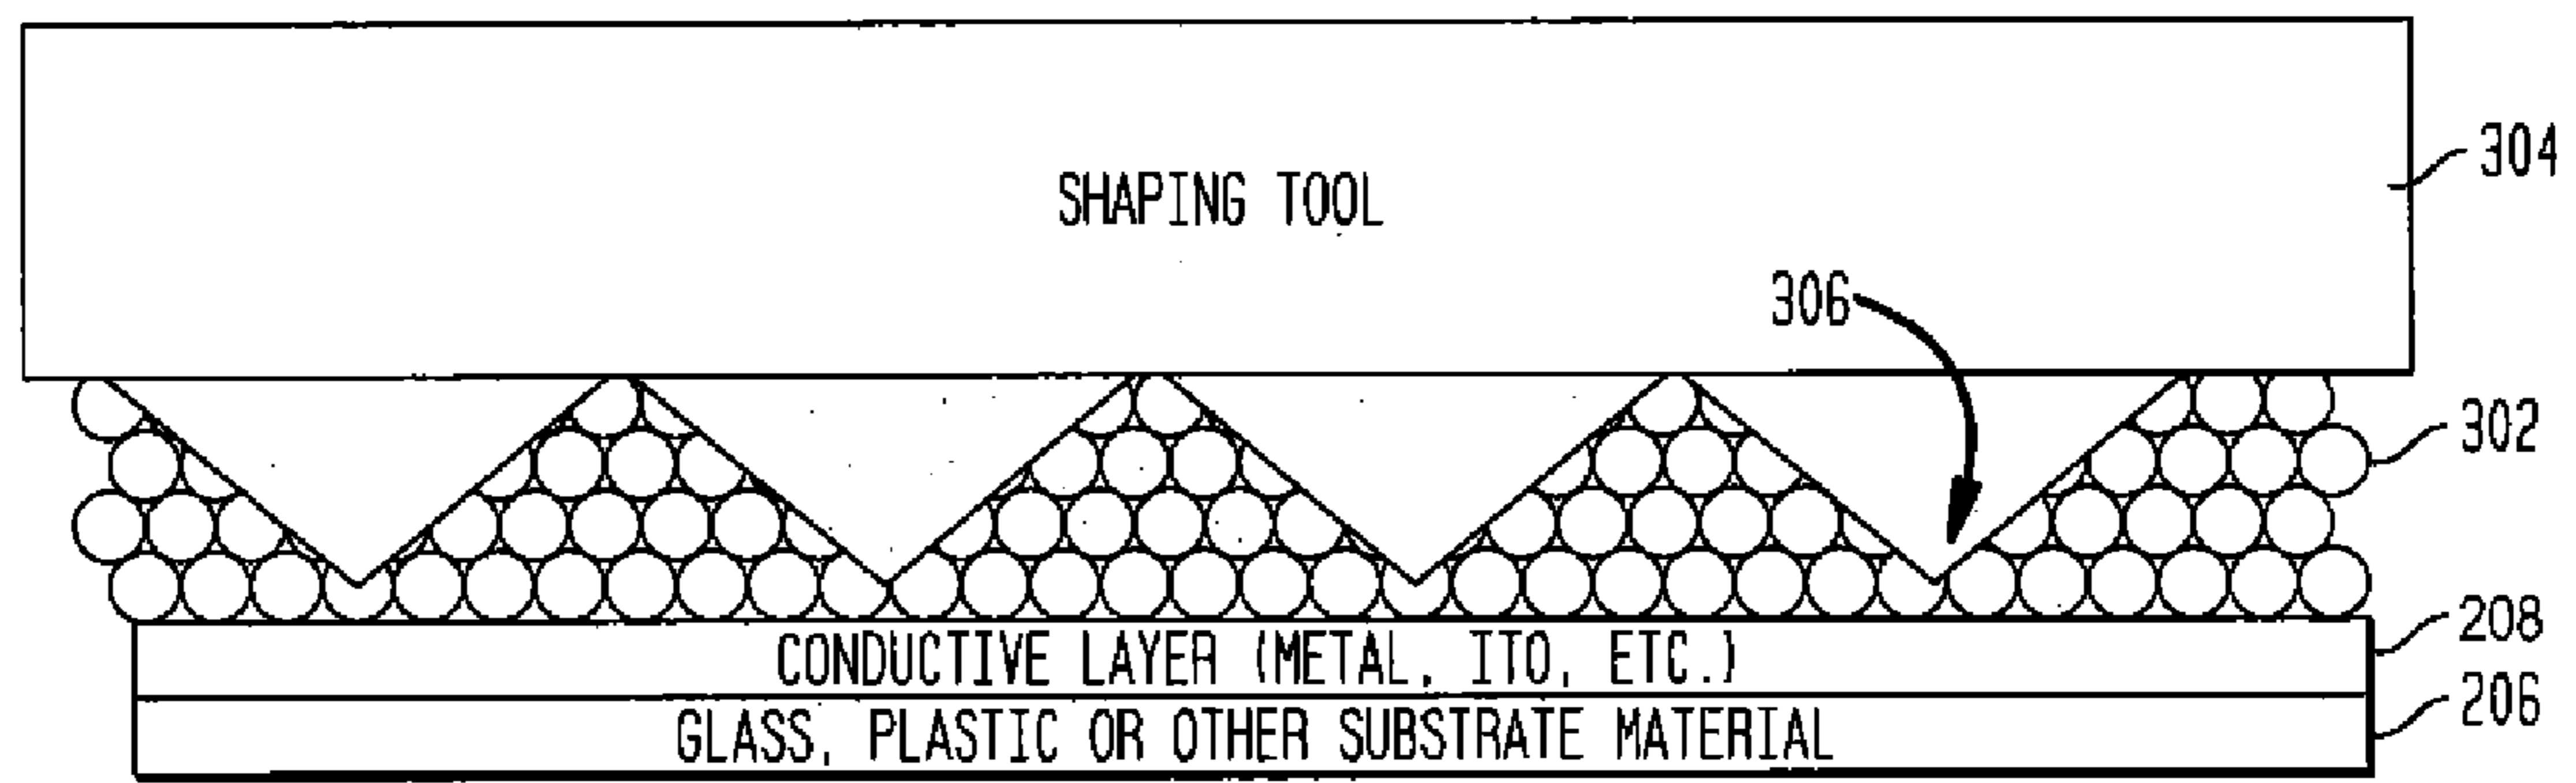 SHAPING TOOL
304
306
302
208
CONDUCTIVE LAYER (METAL, ITO, ETC.)
206
GLASS, PLASTIC OR OTHER SUBSTRATE MATERIAL